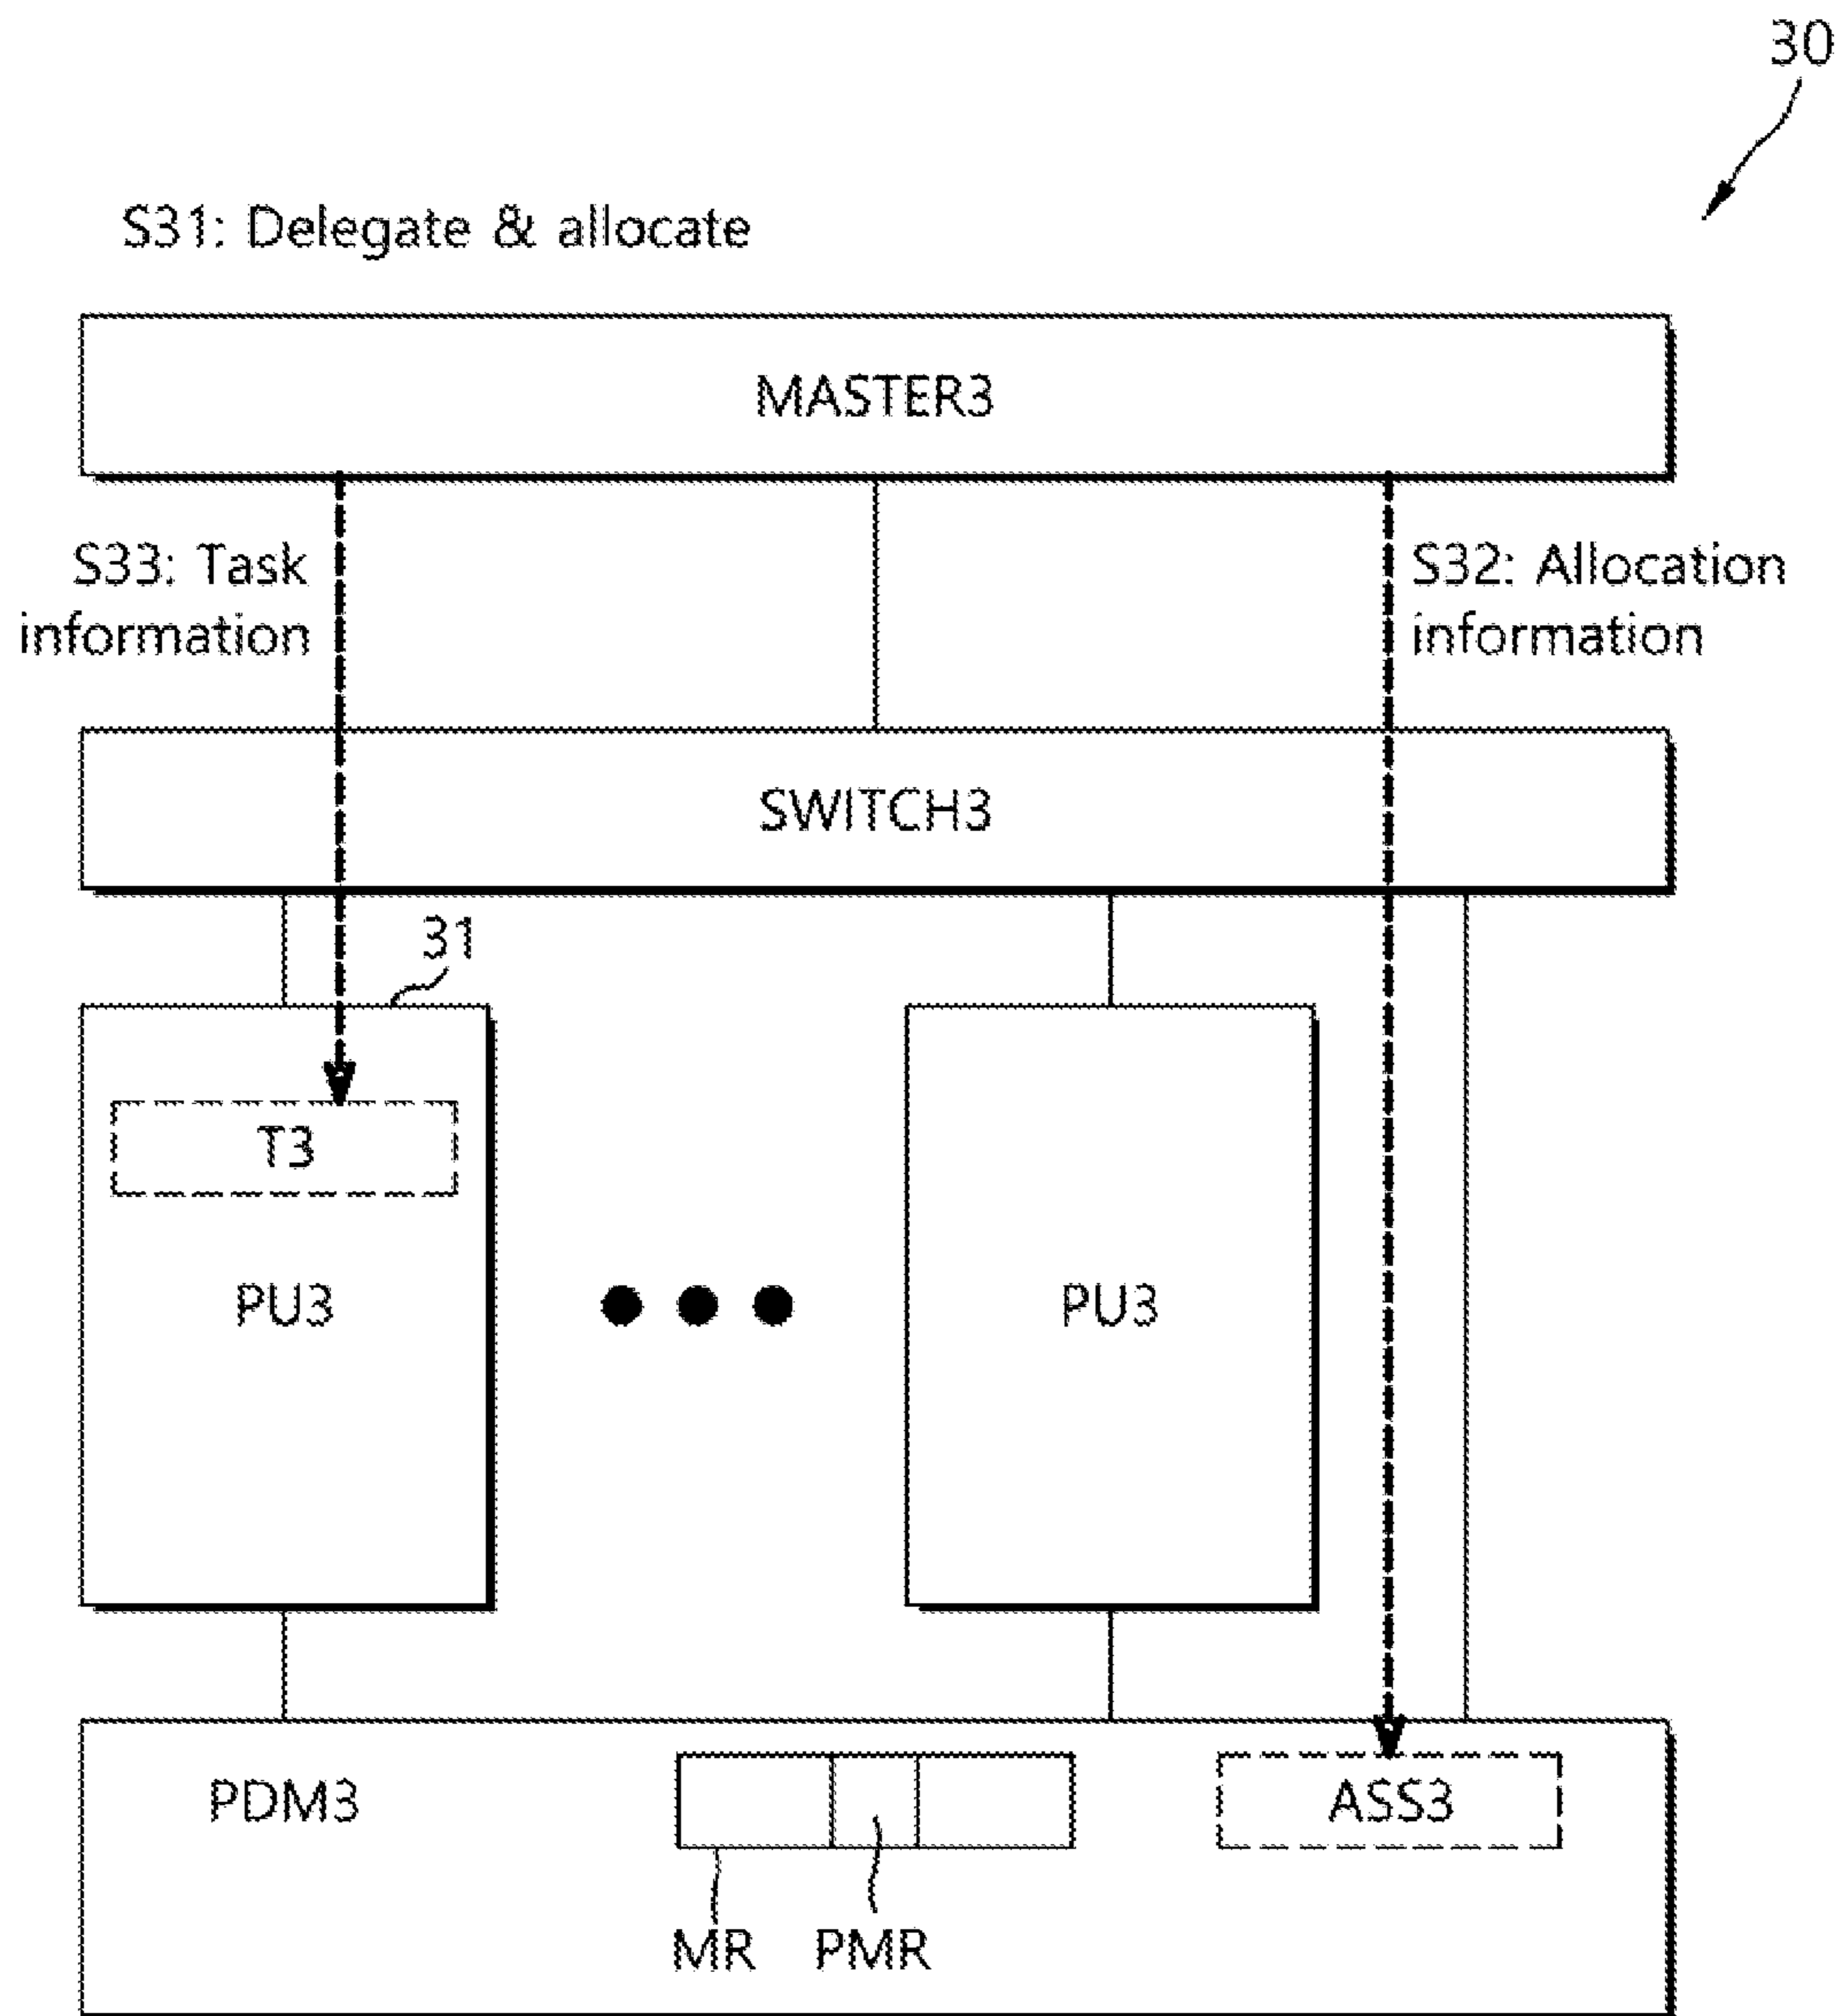 30
S31: Delegate & allocate
MASTER3
S33: Task
information
S32: Allocation
information
SWITCH3
31
T3
PU3
PU3
PDM3
ASS3
MR
PMR